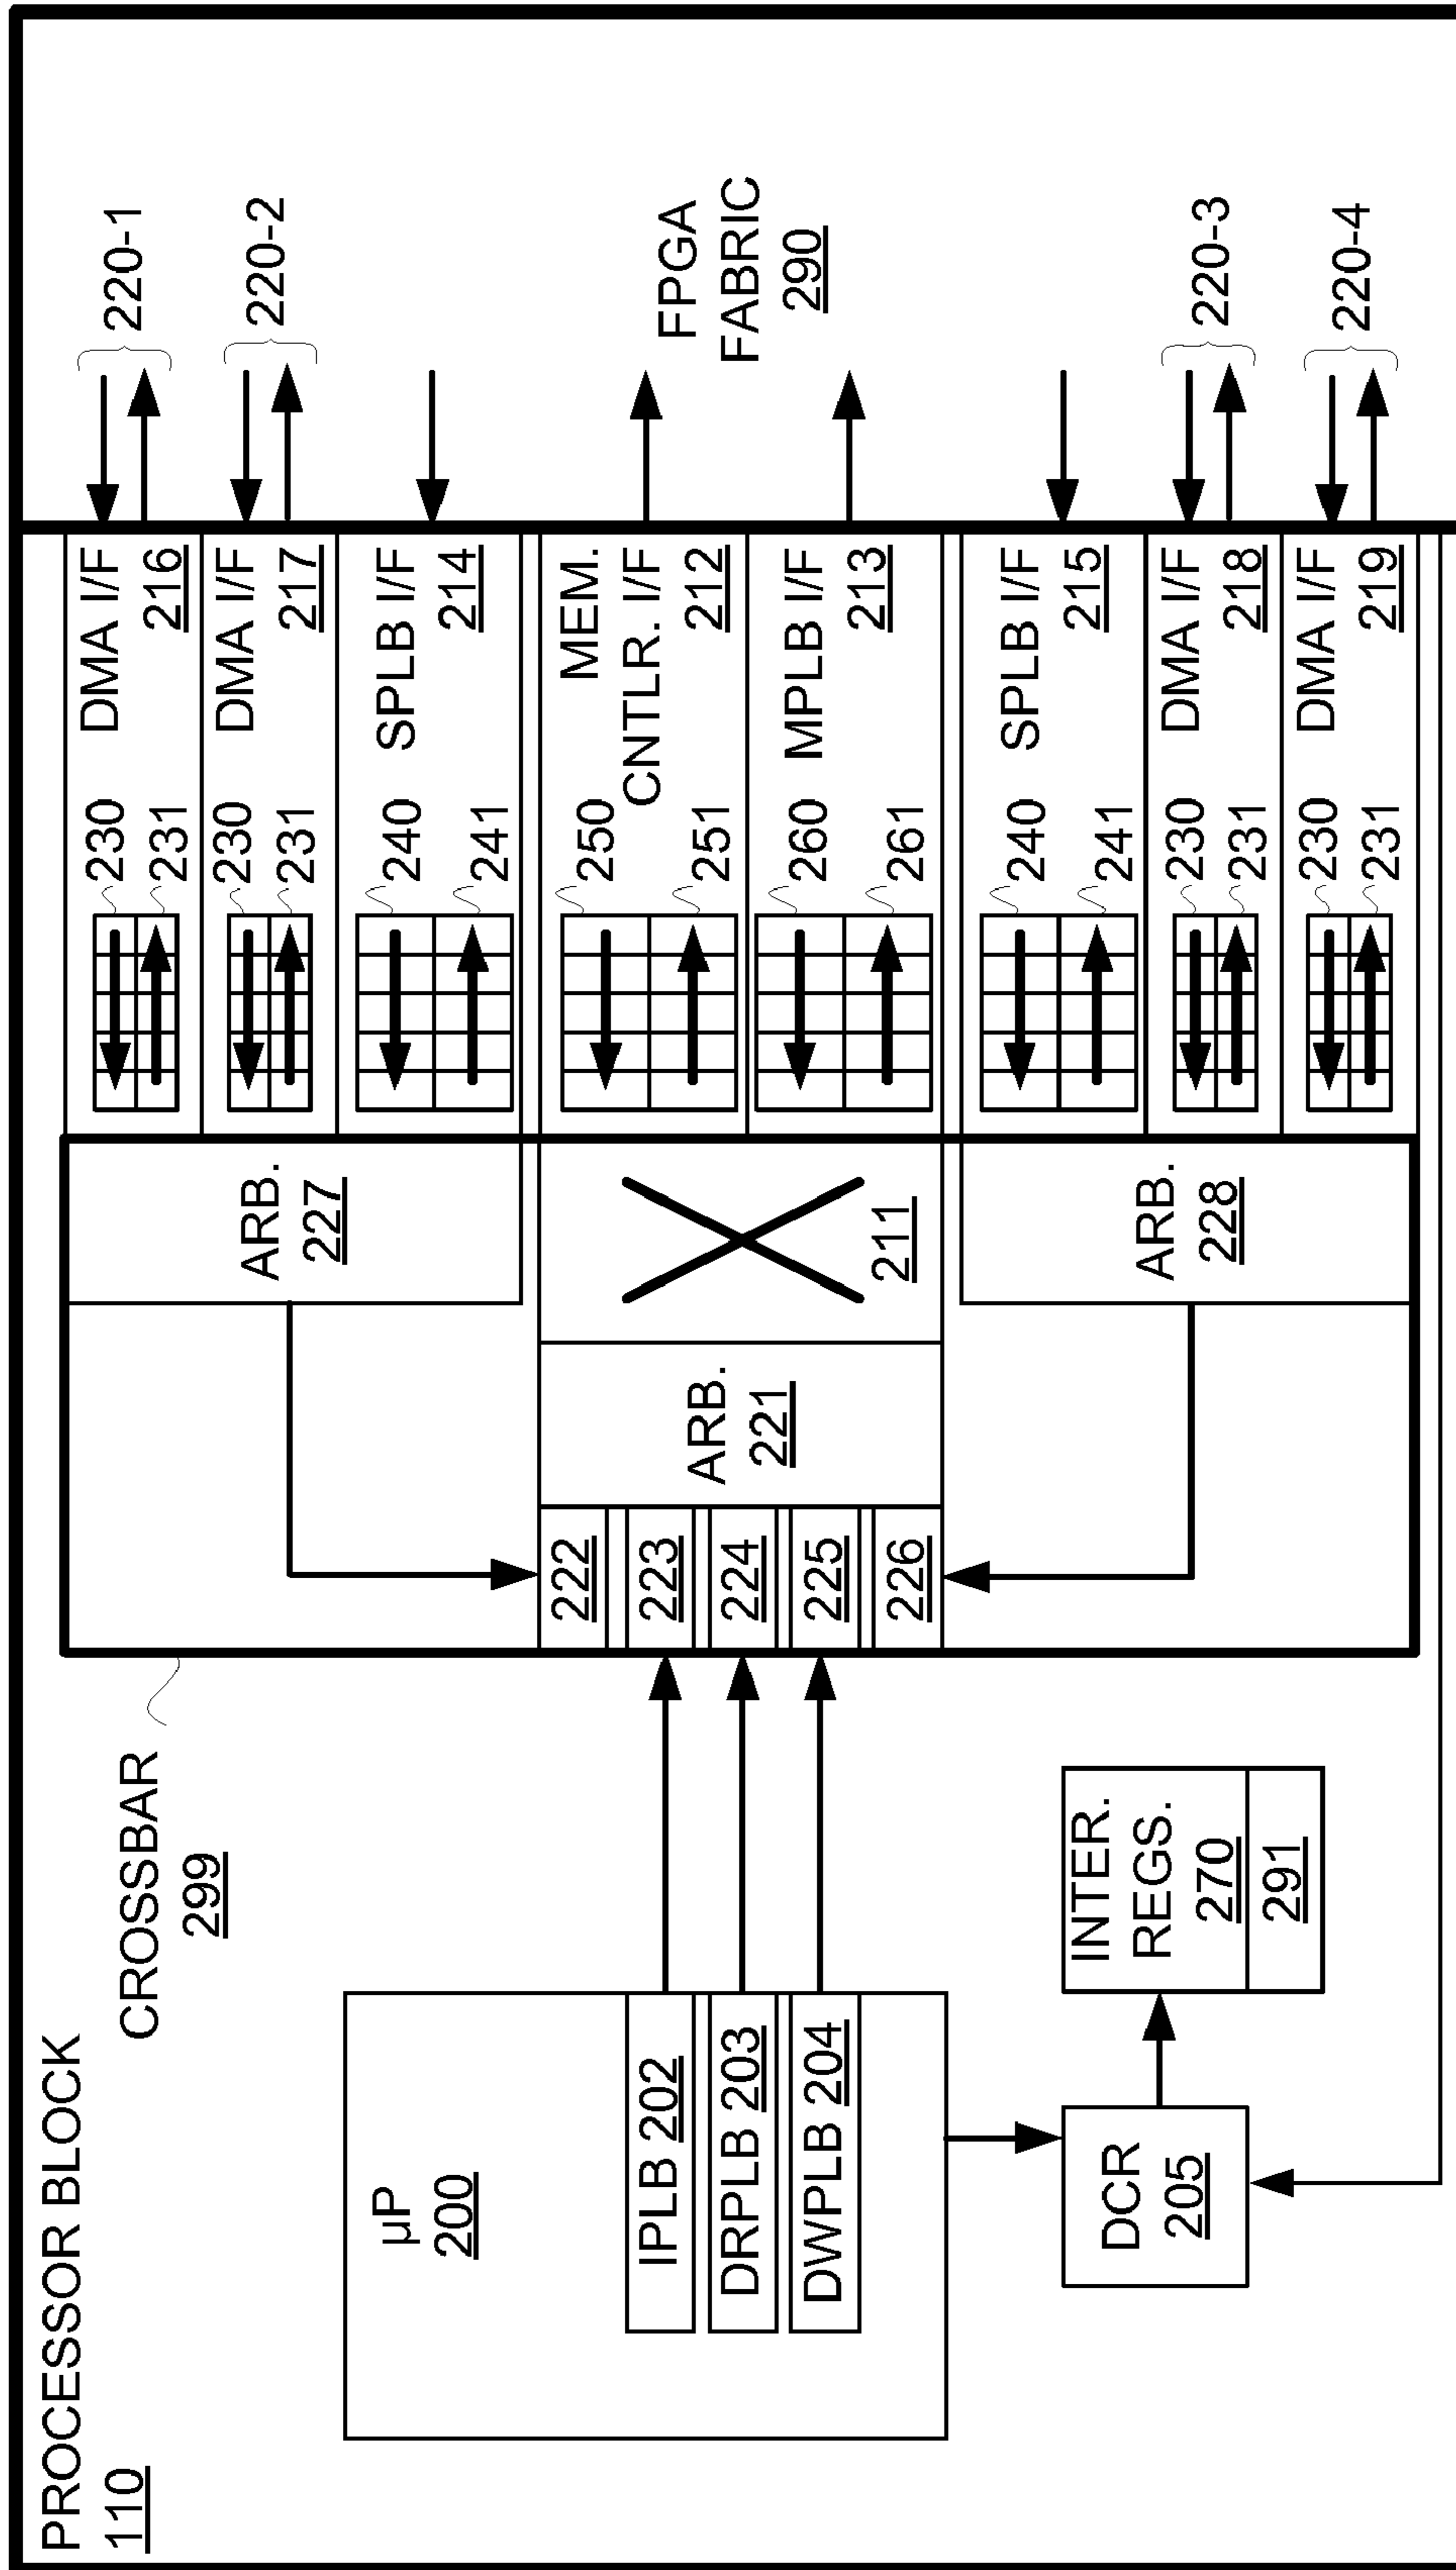 PROCESSOR BLOCK
110
CROSSBAR
299
µP
200
IPLB 202
DRPLB 203
DWPLB 204
DCR
205
INTER.
REGS.
270
291
222
223
224
225
226
ARB.
221
211
ARB.
227
ARB.
228
230
231
DMA I/F
216
230
231
DMA I/F
217
240
241
SPLB I/F
214
250
251
MEM.
CNTLR. I/F
212
260
261
MPLB I/F
213
240
241
SPLB I/F
215
230
231
DMA I/F
218
230
231
DMA I/F
219
220-1
220-2
FPGA
FABRIC
290
220-3
220-4